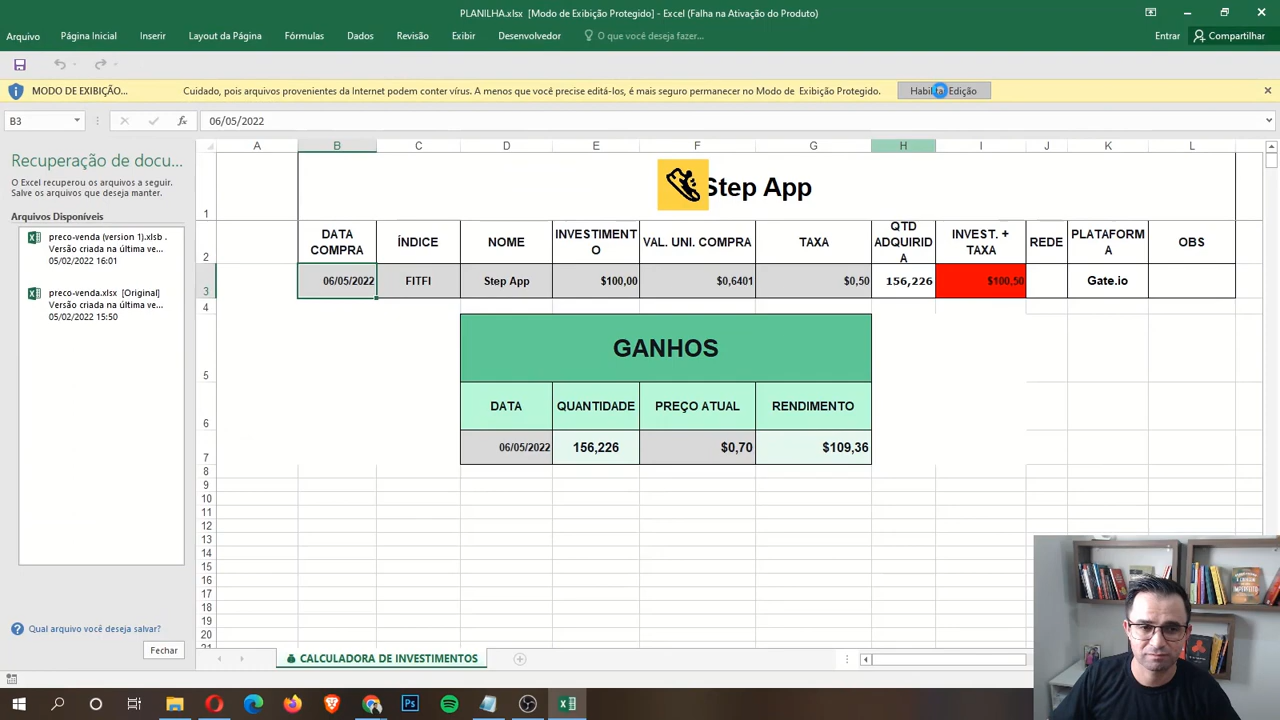 PLANILHA.xlsx [Modo de Exibição Protegido] - Excel (Falha na Ativação do Produto)
Arquivo Página Inicial Inserir Layout da Página Fórmulas Dados Revisão Exibir Desenvolvedor O que você deseja fazer... Entrar Compartilhar
MODO DE EXIBIÇÃO... Cuidado, pois arquivos provenientes da Internet podem conter vírus. A menos que você precise editá-los, é mais seguro permanecer no Modo de Exibição Protegido. Habilitar Edição
B3 fx 06/05/2022
A B C D E F G H I J K L
Recuperação de docu...
O Excel recuperou os arquivos a seguir.
Salve os arquivos que deseja manter.
Arquivos Disponíveis
preco-venda (version 1).xlsb .
Versão criada na última ve...
05/02/2022 16:01
preco-venda.xlsx [Original]
Versão criada na última ve...
05/02/2022 15:50
Qual arquivo você deseja salvar?
Fechar
1 Step App
2
DATA
COMPRA
ÍNDICE
NOME
INVESTIMENT
O
VAL. UNI. COMPRA
TAXA
QTD
ADQUIRID
A
INVEST. +
TAXA
REDE
PLATAFORM
A
OBS
3 06/05/2022 FITFI Step App $100,00 $0,6401 $0,50 156,226 $100,50 Gate.io
4
5 GANHOS
6 DATA QUANTIDADE PREÇO ATUAL RENDIMENTO
7 06/05/2022 156,226 $0,70 $109,36
8
9
10
11
12
13
14
15
16
17
18
19
20
21
CALCULADORA DE INVESTIMENTOS
Ps